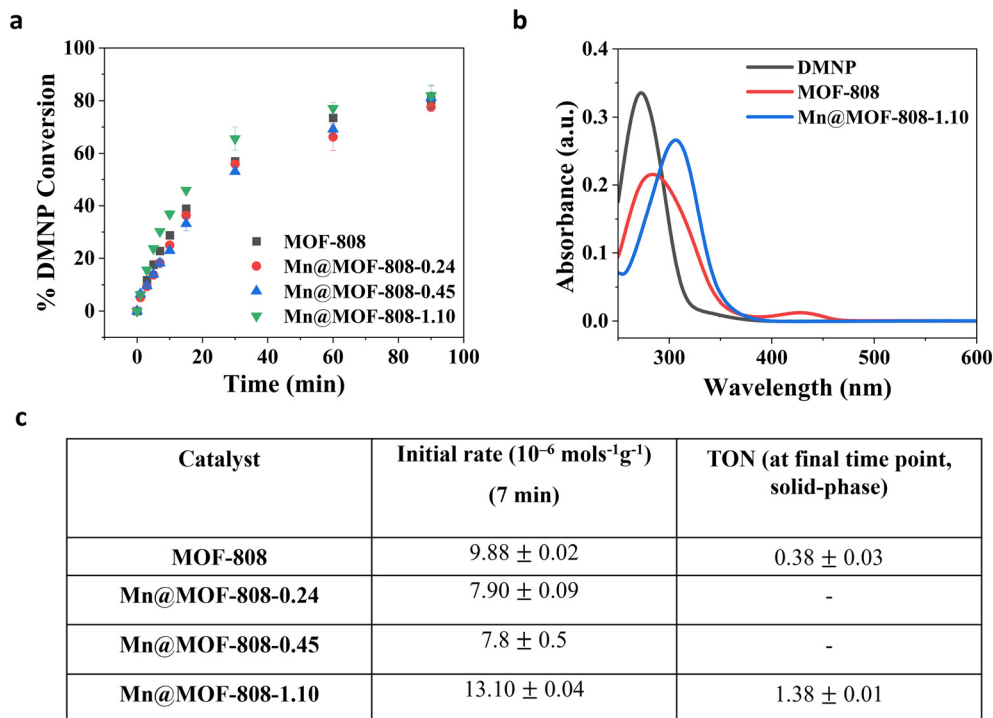 a
% DMNP Conversion
100
80
60
40
20
0
0 20 40 60 80 100
Time (min)
MOF-808
Mn@MOF-808-0.24
Mn@MOF-808-0.45
Mn@MOF-808-1.10
b
Absorbance (a.u.)
0.4
0.3
0.2
0.1
0.0
300 400 500 600
Wavelength (nm)
DMNP
MOF-808
Mn@MOF-808-1.10
c
Catalyst
Initial rate (10⁻⁶ mols⁻¹g⁻¹)
(7 min)
TON (at final time point,
solid-phase)
MOF-808 9.88 ± 0.02 0.38 ± 0.03
Mn@MOF-808-0.24 7.90 ± 0.09 -
Mn@MOF-808-0.45 7.8 ± 0.5 -
Mn@MOF-808-1.10 13.10 ± 0.04 1.38 ± 0.01